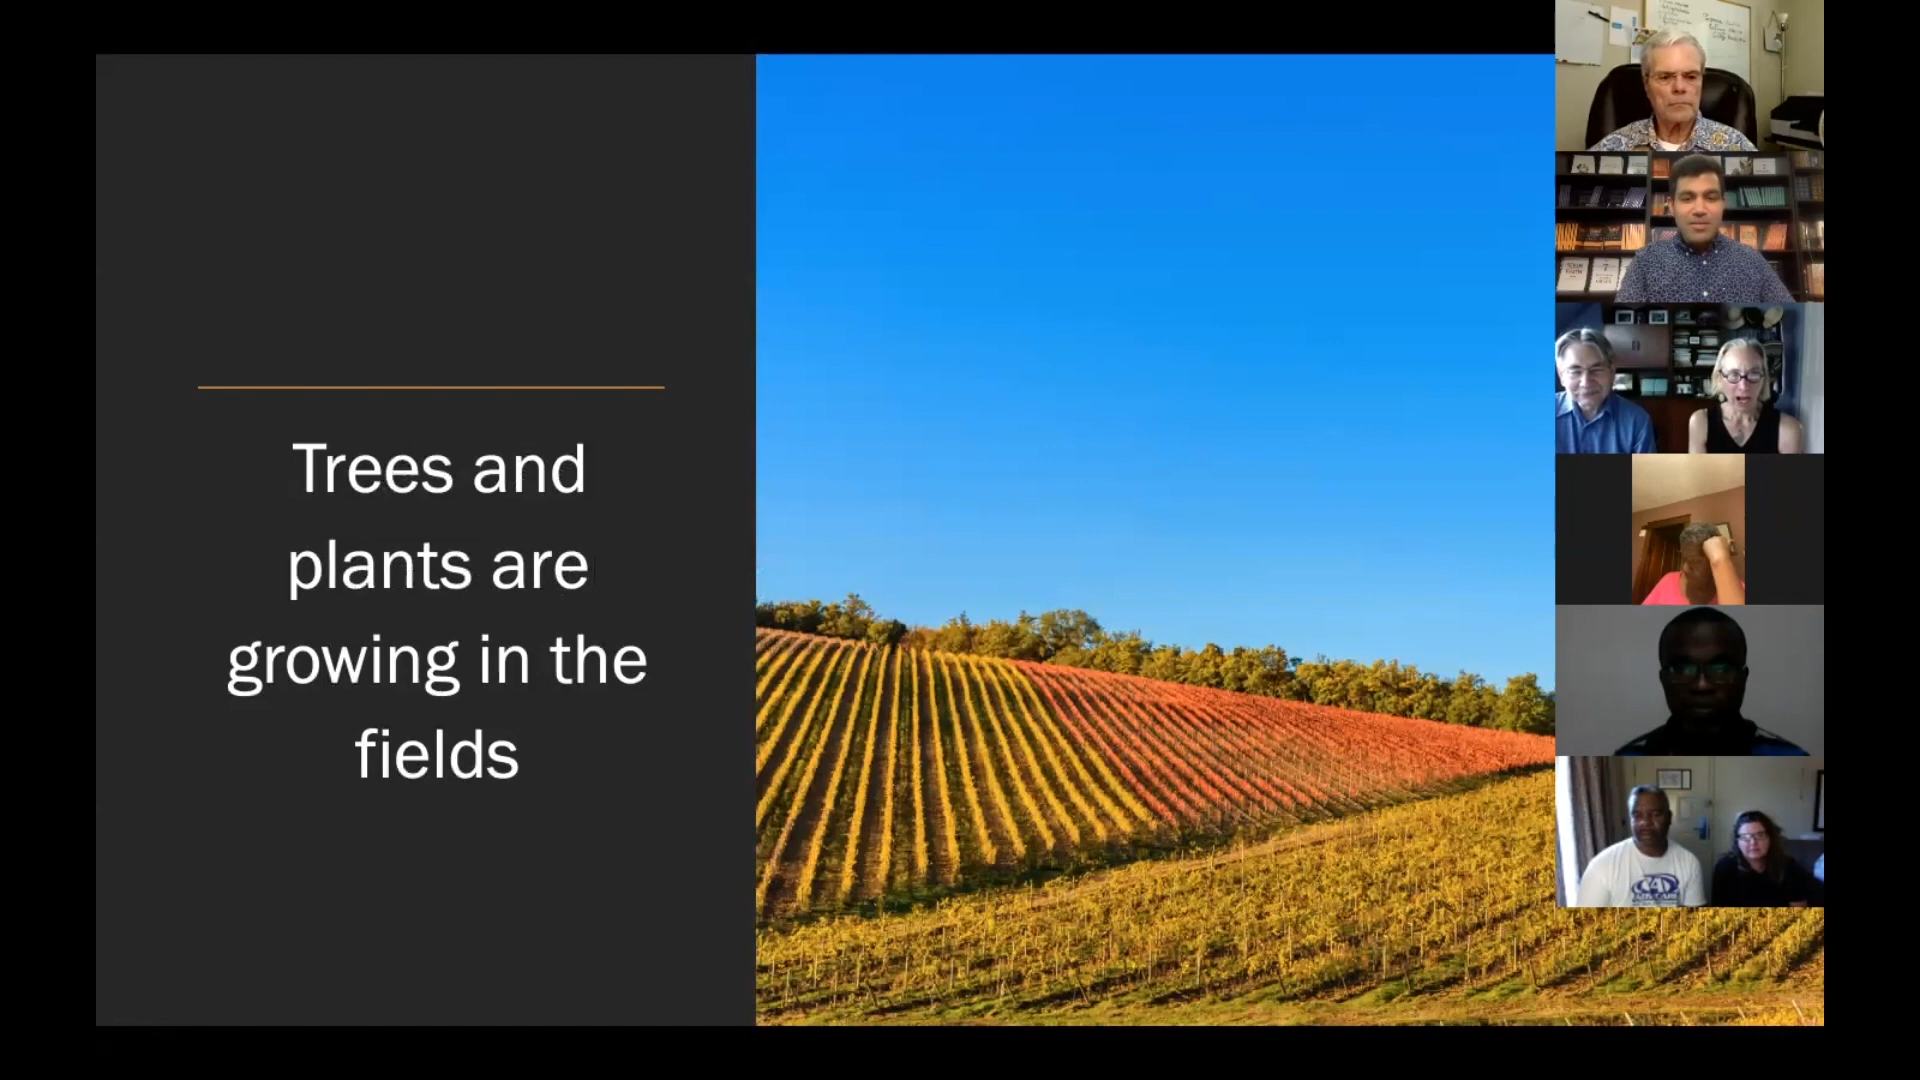 Trees and
plants are
growing in the
fields